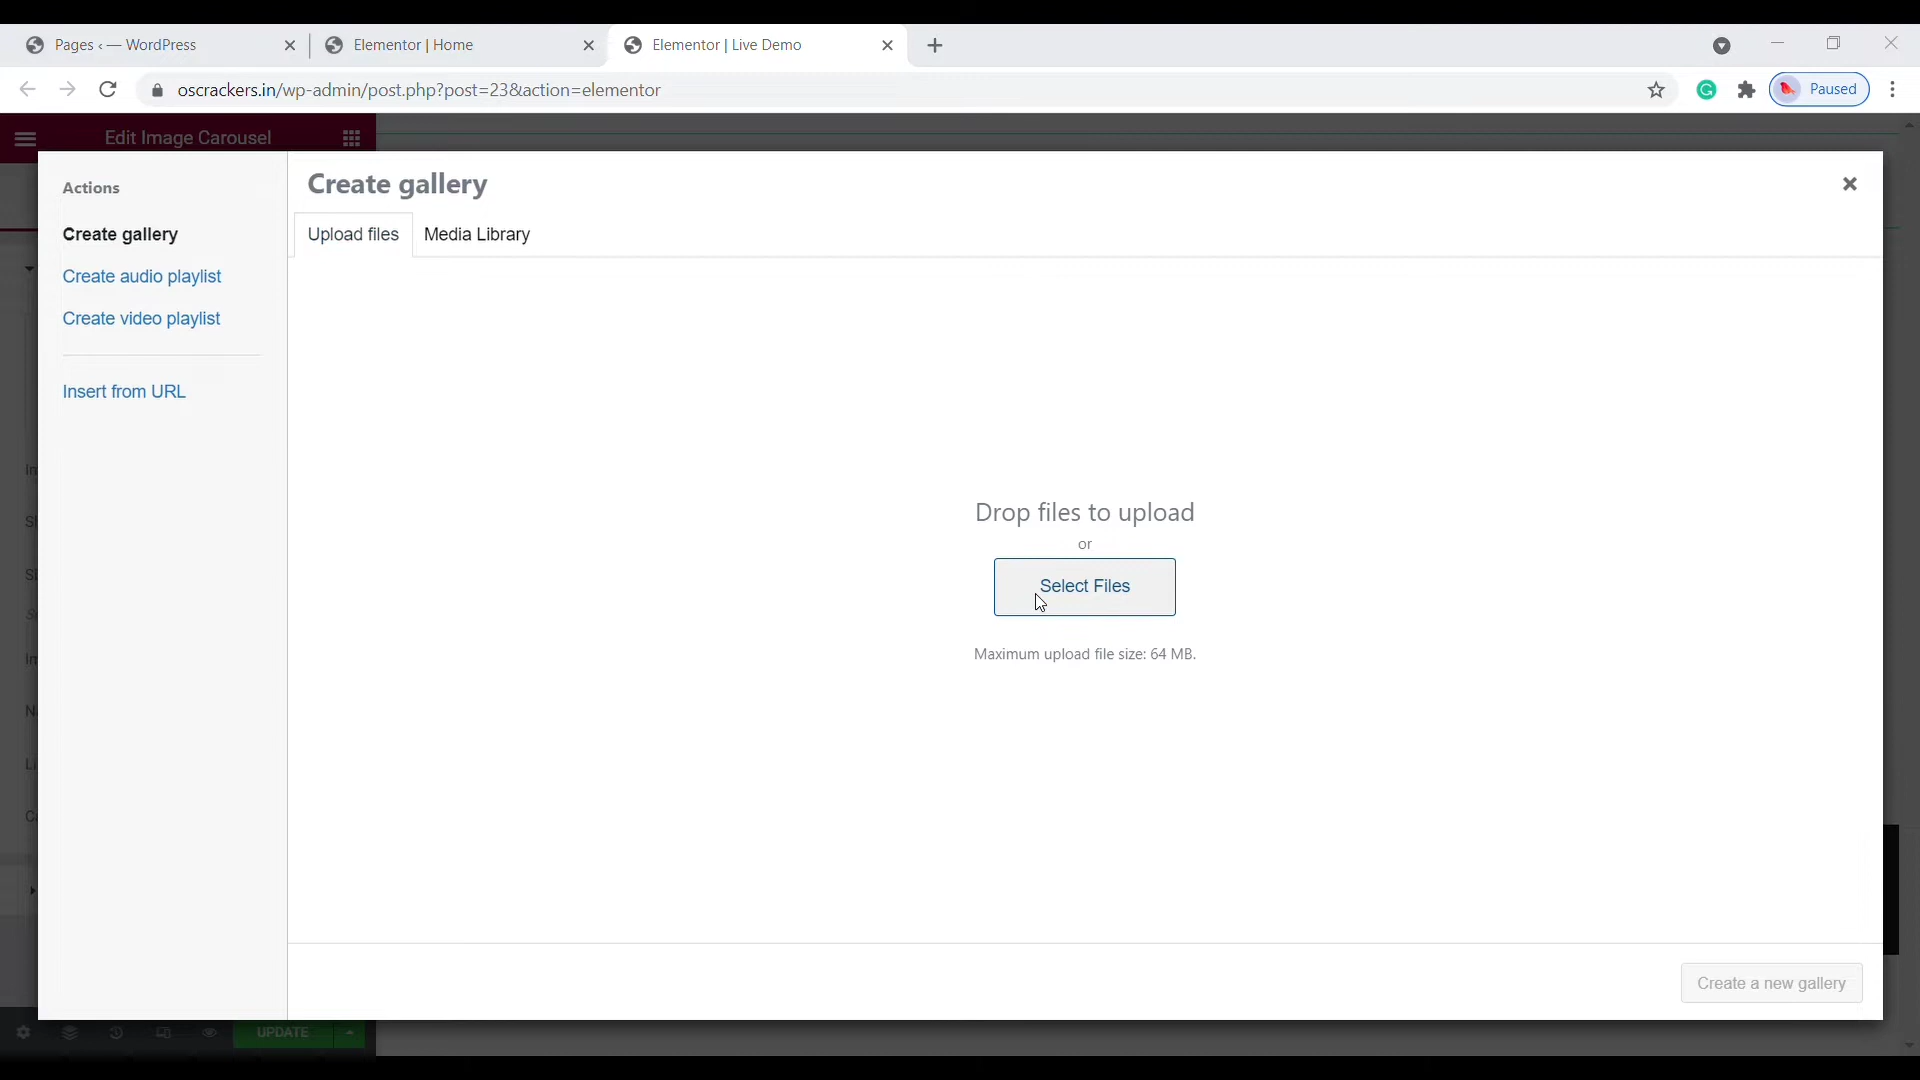 Pages ‹ — WordPress
Elementor | Home
Elementor | Live Demo
oscrackers.in/wp-admin/post.php?post=23&action=elementor
Paused
Edit Image Carousel
Actions
Create gallery
Create audio playlist
Create video playlist
Insert from URL
Create gallery
Upload files
Media Library
Drop files to upload
or
Select Files
Maximum upload file size: 64 MB.
Create a new gallery
UPDATE